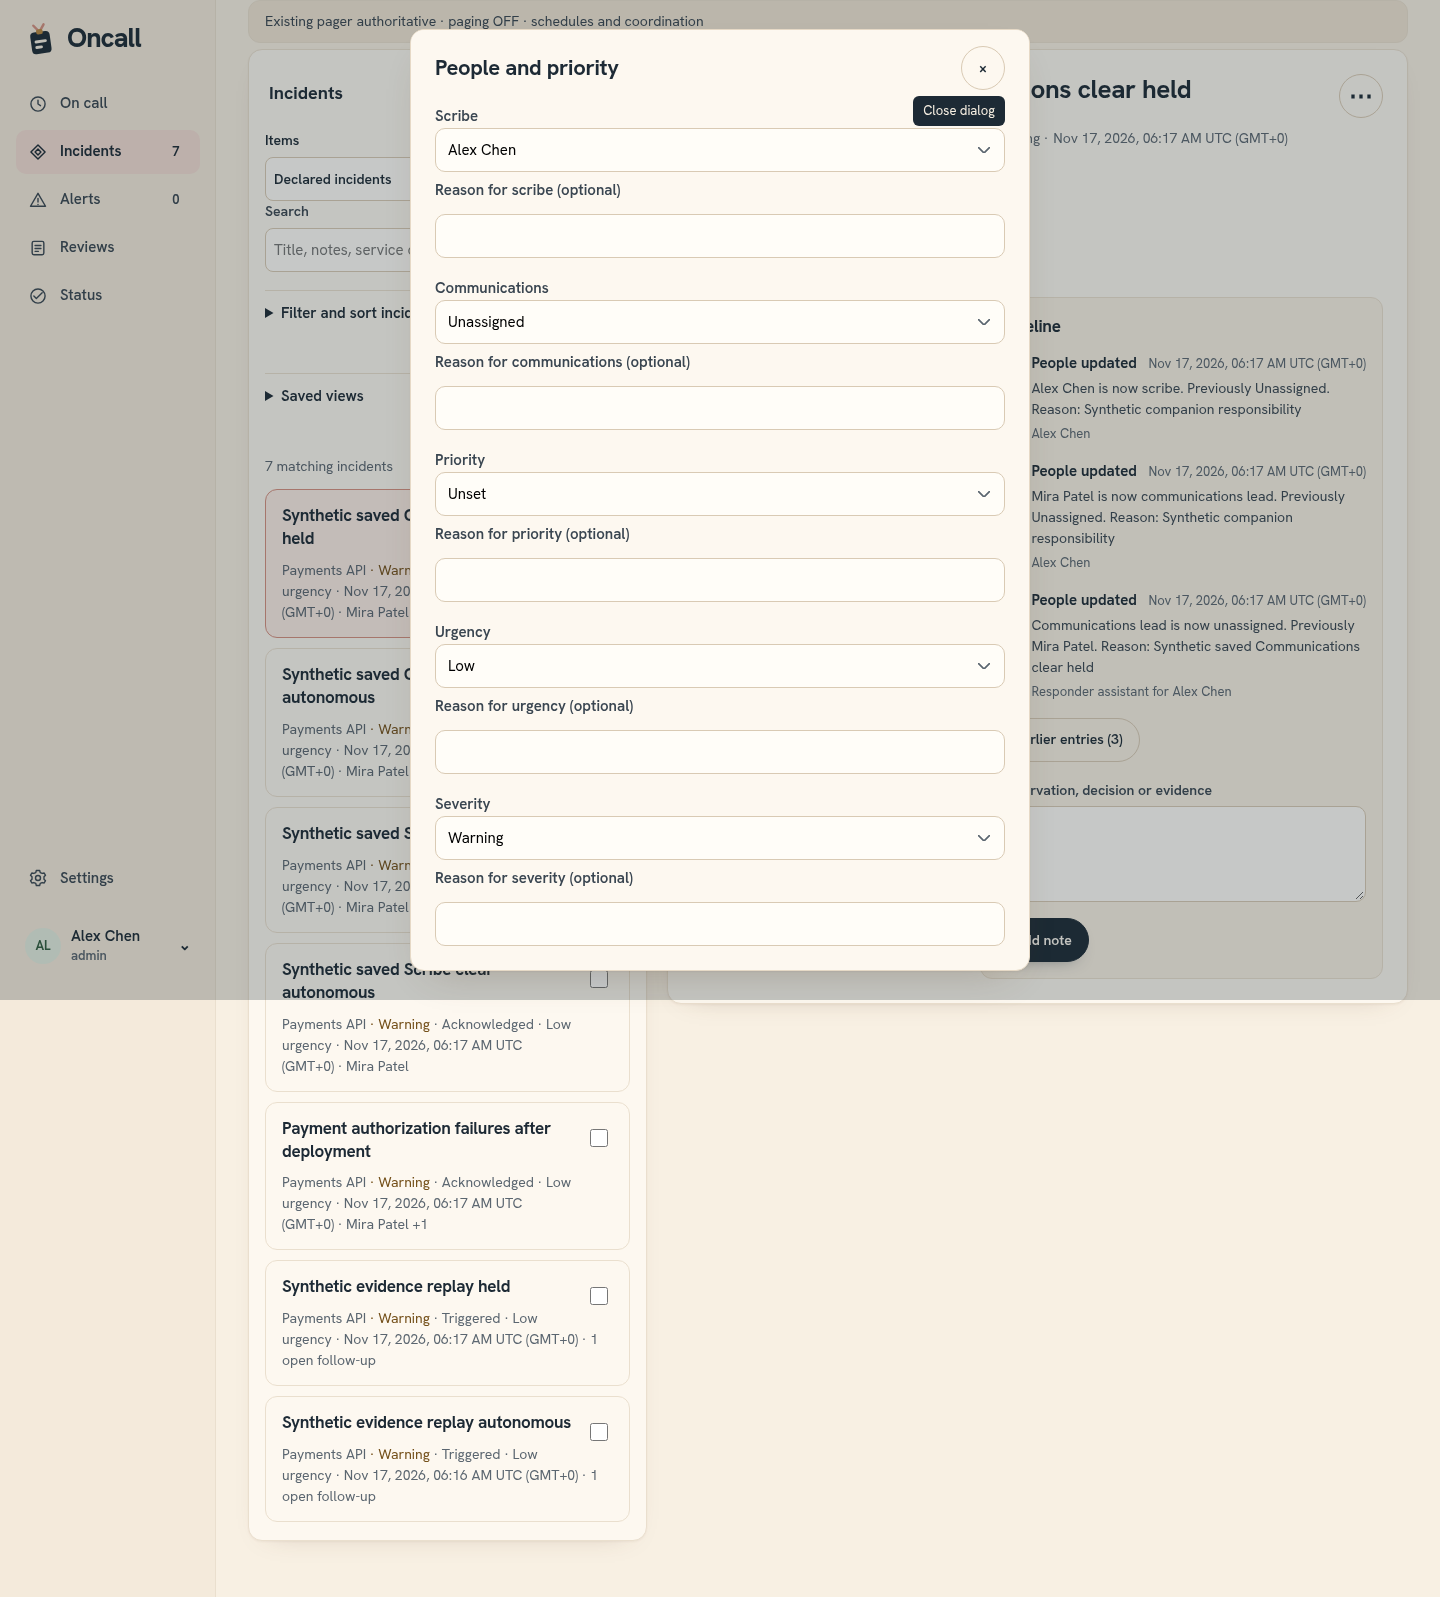 Oncall
On call
Incidents 7
Alerts 0
Reviews
Status
Settings
AL
Alex Chen
admin
Existing pager authoritative · paging OFF · schedules and coordination
Incidents
Items
Declared incidents
Search
Title, notes, service
Filter and sort
Saved views
7 matching incidents
Synthetic saved
held
Payments API ·
urgency · Nov 17,
(GMT+0) · Mira Patel
Synthetic saved
autonomous
Payments API ·
urgency · Nov 17,
(GMT+0) · Mira Patel
Synthetic saved
Payments API ·
urgency · Nov 17,
(GMT+0) · Mira Patel
Synthetic saved Scribe clear
autonomous
Payments API · Warning · Acknowledged · Low
urgency · Nov 17, 2026, 06:17 AM UTC
(GMT+0) · Mira Patel
Payment authorization failures after
deployment
Payments API · Warning · Acknowledged · Low
urgency · Nov 17, 2026, 06:17 AM UTC
(GMT+0) · Mira Patel +1
Synthetic evidence replay held
Payments API · Warning · Triggered · Low
urgency · Nov 17, 2026, 06:17 AM UTC (GMT+0) · 1
open follow-up
Synthetic evidence replay autonomous
Payments API · Warning · Triggered · Low
urgency · Nov 17, 2026, 06:16 AM UTC (GMT+0) · 1
open follow-up
People and priority
×
Close dialog
Scribe
Alex Chen
Reason for scribe (optional)
Communications
Unassigned
Reason for communications (optional)
Priority
Unset
Reason for priority (optional)
Urgency
Low
Reason for urgency (optional)
Severity
Warning
Reason for severity (optional)
clear held
· Nov 17, 2026, 06:17 AM UTC (GMT+0)
People updated Nov 17, 2026, 06:17 AM UTC (GMT+0)
Alex Chen is now scribe. Previously Unassigned.
Reason: Synthetic companion responsibility
Alex Chen
People updated Nov 17, 2026, 06:17 AM UTC (GMT+0)
Mira Patel is now communications lead. Previously
Unassigned. Reason: Synthetic companion
responsibility
Alex Chen
People updated Nov 17, 2026, 06:17 AM UTC (GMT+0)
Communications lead is now unassigned. Previously
Mira Patel. Reason: Synthetic saved Communications
clear held
Responder assistant for Alex Chen
entries (3)
decision or evidence
note